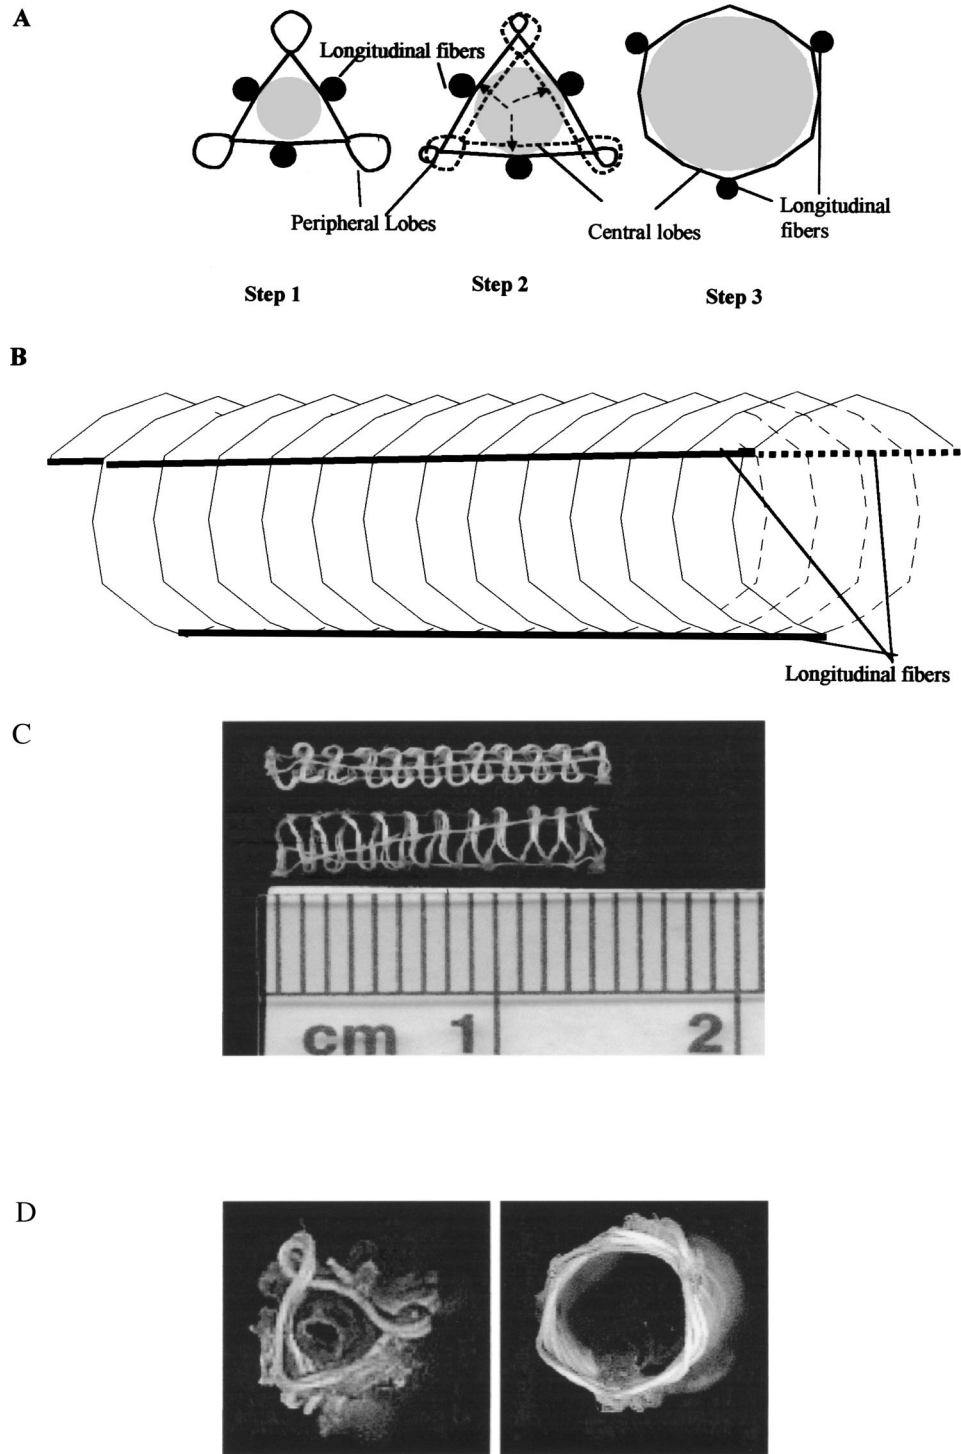 A
Longitudinal fibers
Peripheral Lobes
Central lobes
Longitudinal
fibers
Step 1
Step 2
Step 3
B
Longitudinal fibers
C
cm 1 2
D